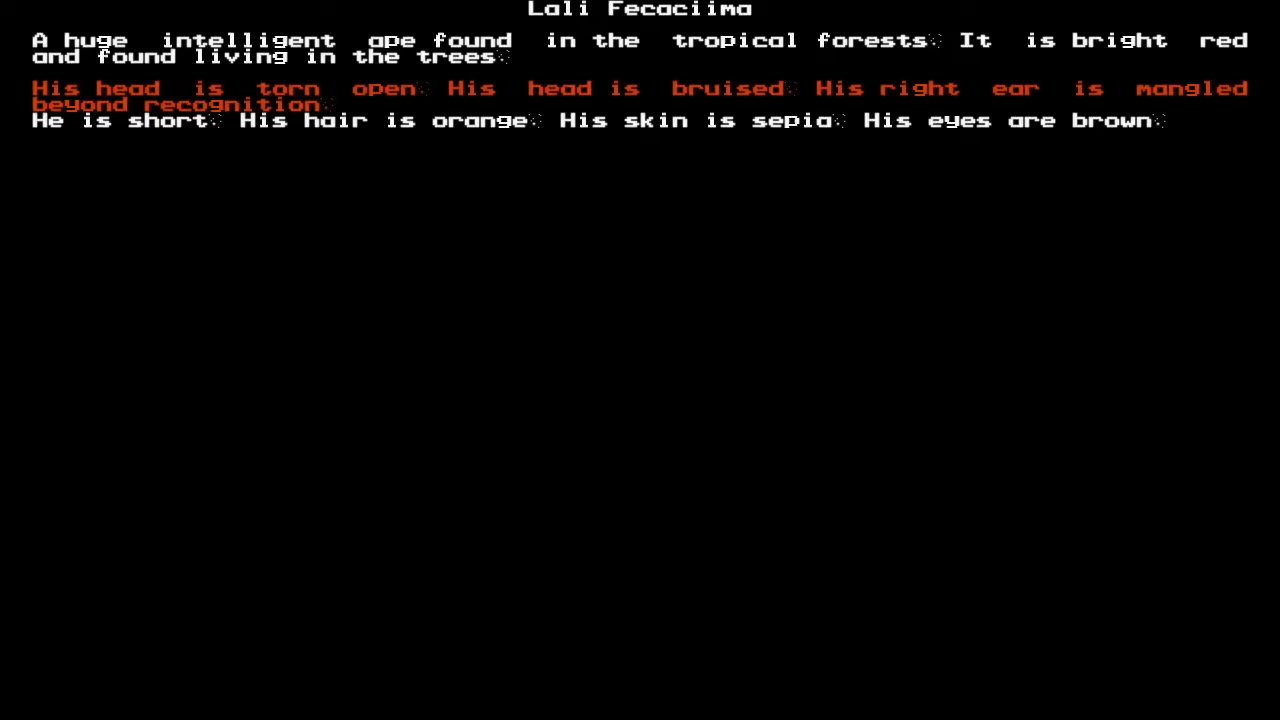 Lali Fecaciima
A huge intelligent ape found in the tropical forests. It is bright red
and found living in the trees.
His head is torn open. His head is bruised. His right ear is mangled
beyond recognition.
He is short. His hair is orange. His skin is sepia. His eyes are brown.